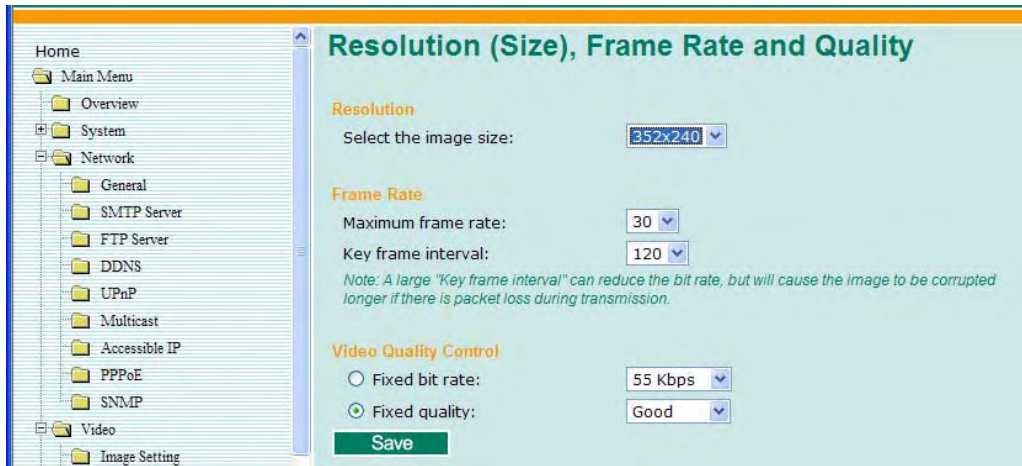 Home
Main Menu
Overview
System
Network
General
SMTP Server
FTP Server
DDNS
UPnP
Multicast
Accessible IP
PPPoE
SNMP
Video
Image Setting
Resolution (Size), Frame Rate and Quality
Resolution
Select the image size: 352x240
Frame Rate
Maximum frame rate: 30
Key frame interval: 120
Note: A large "Key frame interval" can reduce the bit rate, but will cause the image to be corrupted
longer if there is packet loss during transmission.
Video Quality Control
Fixed bit rate: 55 Kbps
Fixed quality: Good
Save